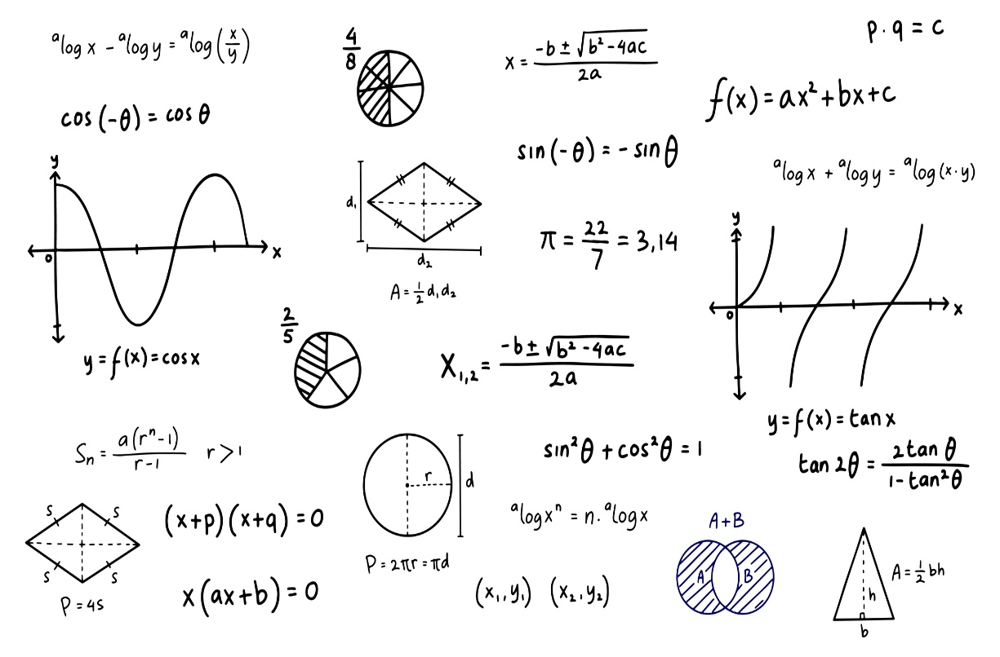 ᵃlog x - ᵃlog y = ᵃlog(x/y)
cos (-θ) = cos θ
y
0
x
y = f(x) = cos x
4/8
d₁
d₂
A = 1/2 d₁ d₂
2/5
x = (-b ± √(b² - 4ac))/2a
sin (-θ) = - sin θ
π = 22/7 = 3,14
X₁,₂ = (-b ± √(b² - 4ac))/2a
p · q = c
f(x) = ax² + bx + c
ᵃlog x + ᵃlog y = ᵃlog (x · y)
y
0
x
y = f(x) = tan x
tan 2θ = (2 tan θ)/(1 - tan² θ)
Sₙ = a(rⁿ - 1)/(r - 1) r > 1
s s
s s
P = 4s
(x + p)(x + q) = 0
x(ax + b) = 0
r
d
P = 2πr = πd
sin² θ + cos² θ = 1
ᵃlog xⁿ = n. ᵃlog x
(x₁, y₁) (x₂, y₂)
A+B
A B
h
b
A = 1/2 bh